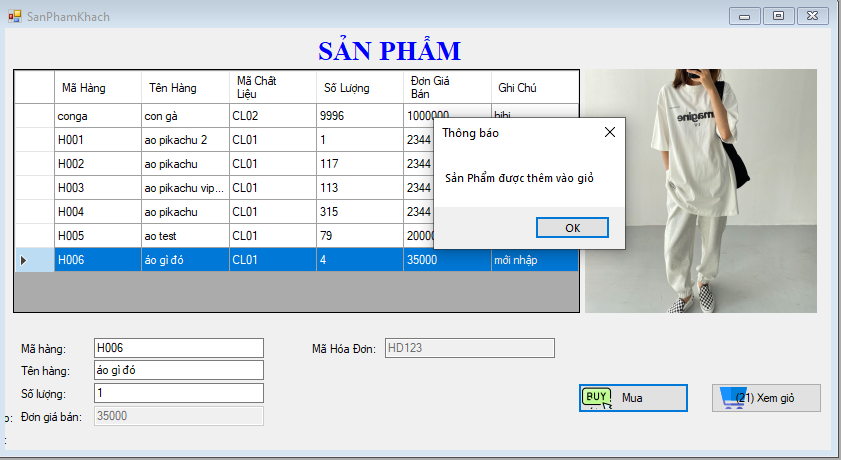 SanPhamKhach
SẢN PHẨM
Mã Hàng Tên Hàng Mã Chất Liệu Số Lượng Đơn Giá Bán Ghi Chú
conga con gà CL02 9996 1000000 bibi
H001 ao pikachu 2 CL01 1 2344
H002 ao pikachu CL01 117 2344
H003 ao pikachu vip... CL01 113 2344
H004 ao pikachu CL01 315 2344
H005 ao test CL01 79 20000
H006 áo gì đó CL01 4 35000 mới nhập
Thông báo
Sản Phẩm được thêm vào giỏ
OK
imagine
Mã hàng: H006
Mã Hóa Đơn: HD123
Tên hàng: áo gì đó
Số lượng: 1
Đơn giá bán: 35000
BUY Mua
(21) Xem giỏ